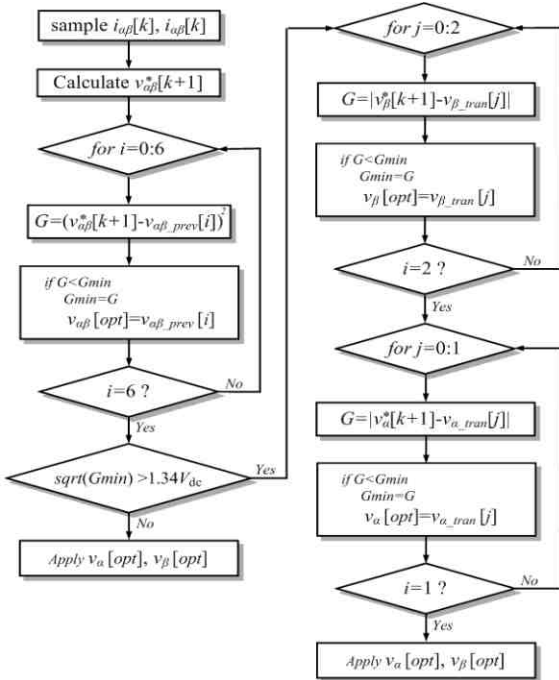 sample iαβ[k], iαβ[k]
Calculate v*αβ[k+1]
for i=0:6
G=(v*αβ[k+1]-vαβ_prev[i])²
if G<Gmin
Gmin=G
vαβ[opt]=vαβ_prev[i]
i=6 ?
No
Yes
sqrt(Gmin) >1.34Vdc
Yes
No
Apply vα[opt], vβ[opt]
for j=0:2
G=|v*β[k+1]-vβ_tran[j]|
if G<Gmin
Gmin=G
vβ[opt]=vβ_tran[j]
i=2 ?
No
Yes
for j=0:1
G=|v*α[k+1]-vα_tran[j]|
if G<Gmin
Gmin=G
vα[opt]=vα_tran[j]
i=1 ?
No
Yes
Apply vα[opt], vβ[opt]